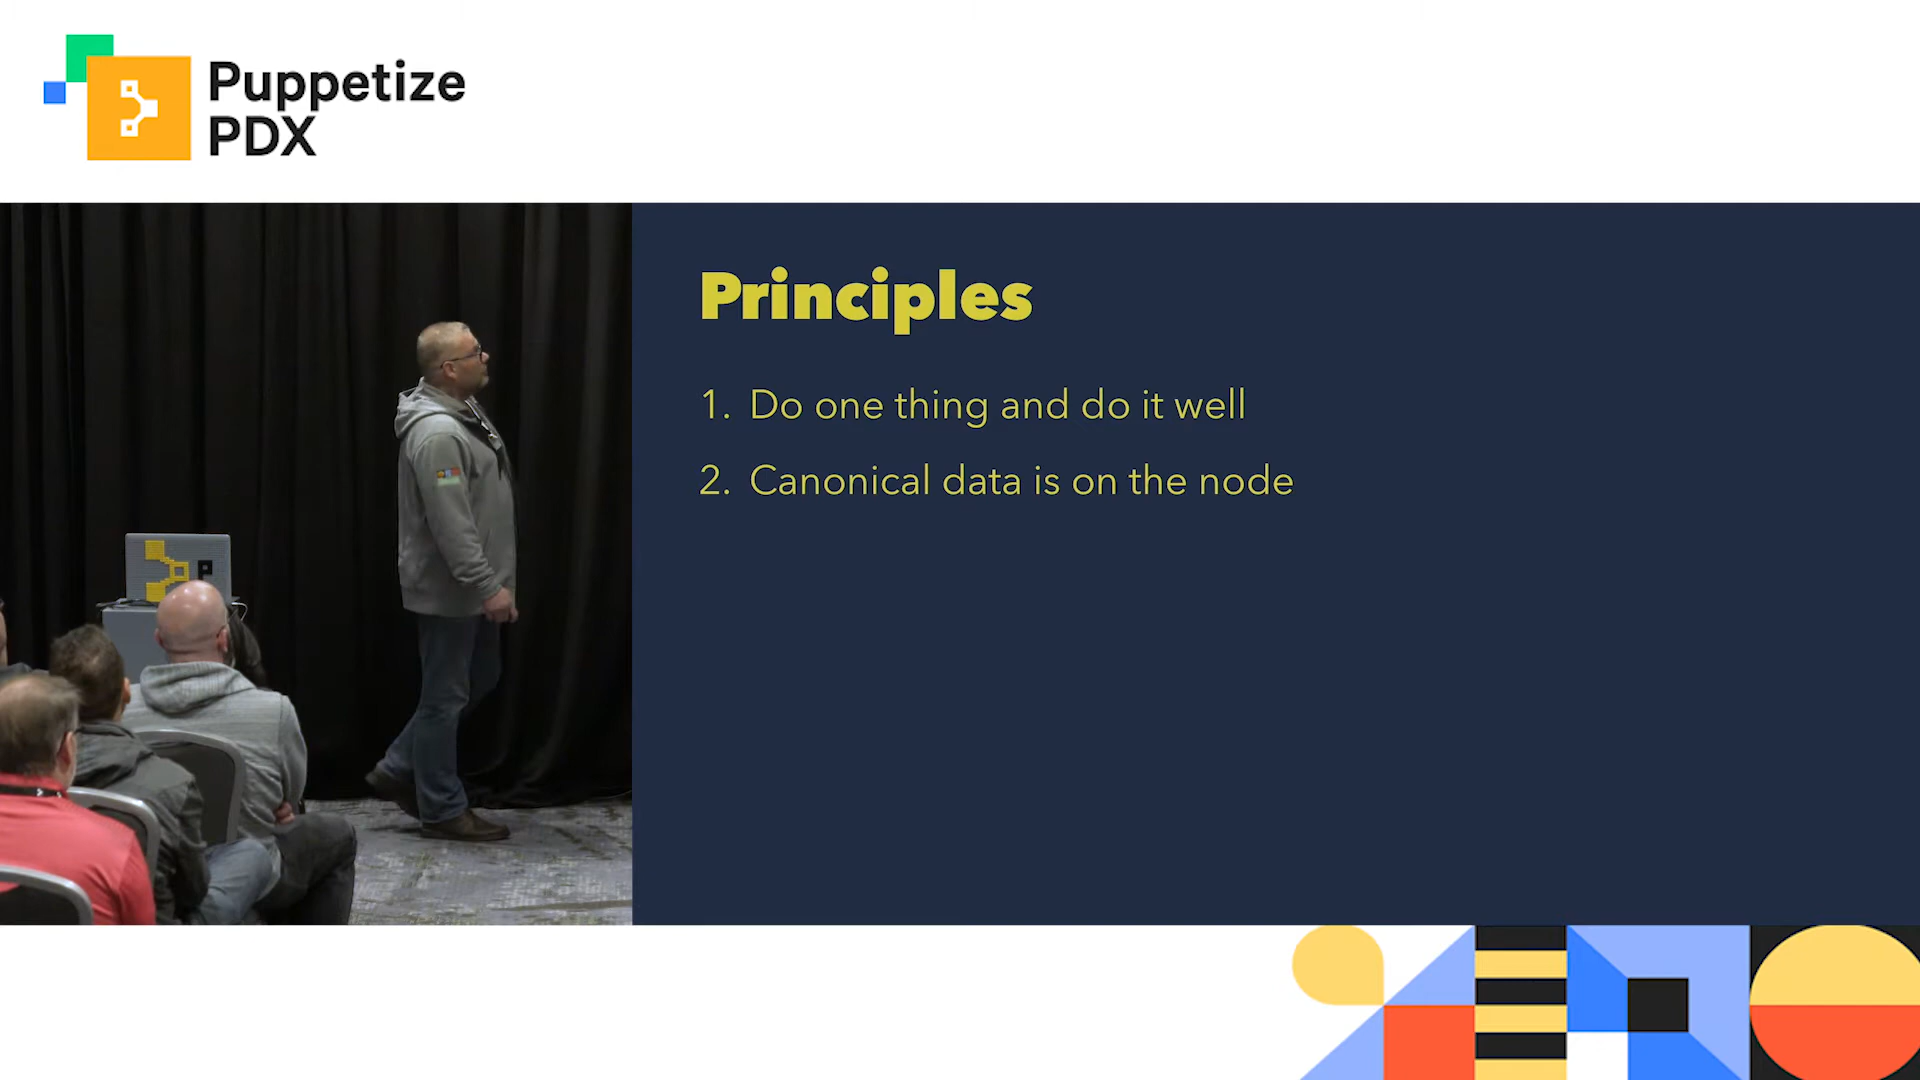 Puppetize
PDX
Principles
1. Do one thing and do it well
2. Canonical data is on the node
P